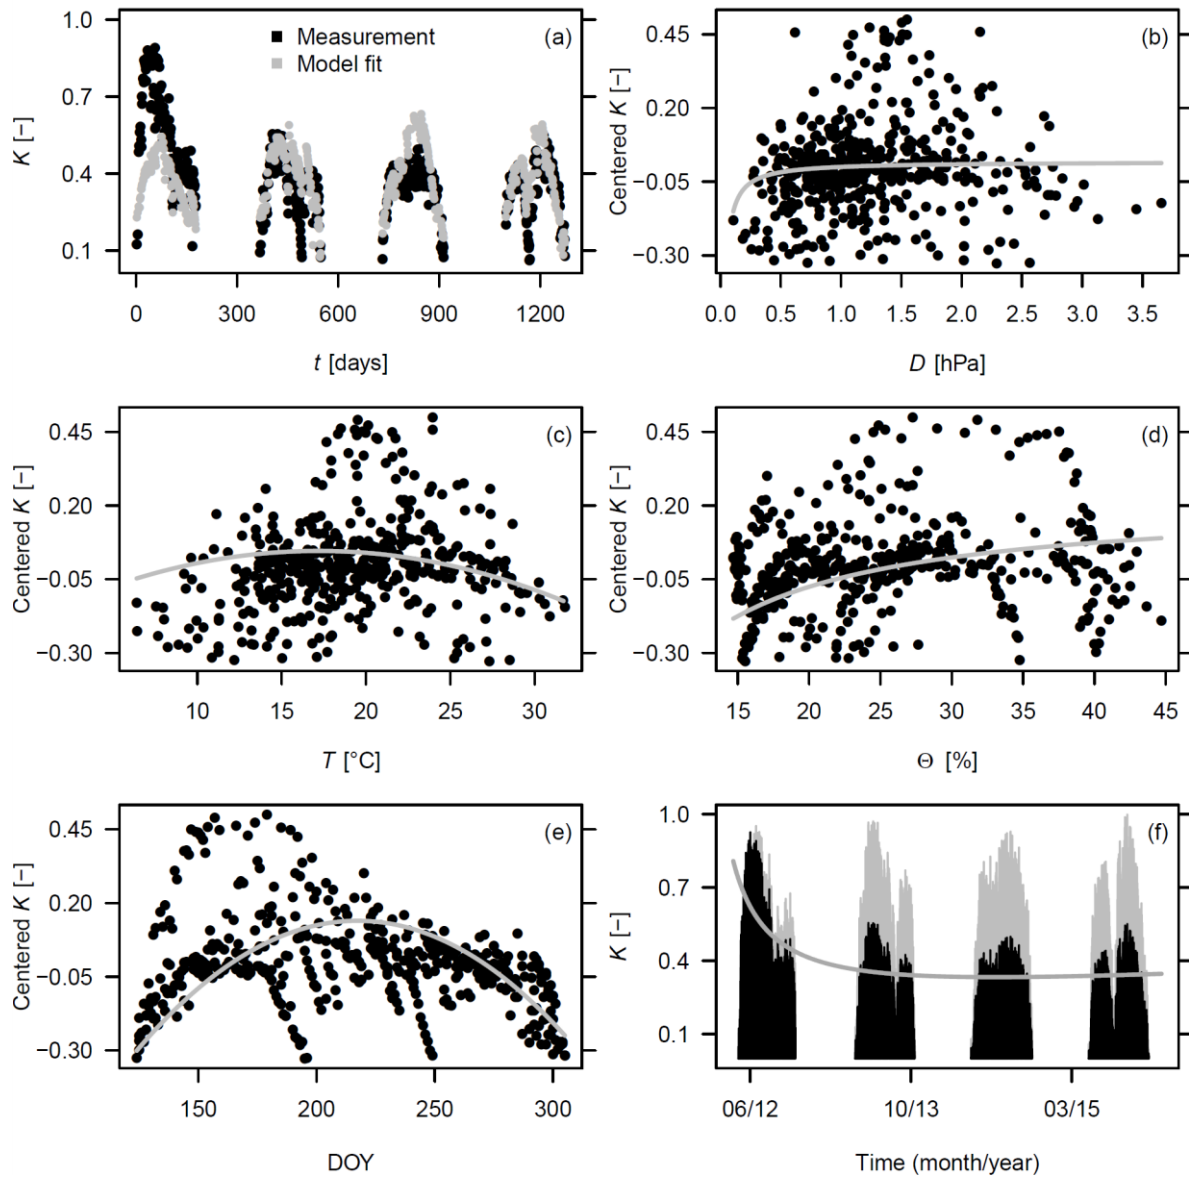 (a)
Measurement
Model fit
K [−]
1.0
0.7
0.4
0.1
0 300 600 900 1200
t [days]
(b)
Centered K [−]
0.45
0.20
−0.05
−0.30
0.0 0.5 1.0 1.5 2.0 2.5 3.0 3.5
D [hPa]
(c)
Centered K [−]
0.45
0.20
−0.05
−0.30
10 15 20 25 30
T [°C]
(d)
Centered K [−]
0.45
0.20
−0.05
−0.30
15 20 25 30 35 40 45
Θ [%]
(e)
Centered K [−]
0.45
0.20
−0.05
−0.30
150 200 250 300
DOY
(f)
K [−]
1.0
0.7
0.4
0.1
06/12 10/13 03/15
Time (month/year)